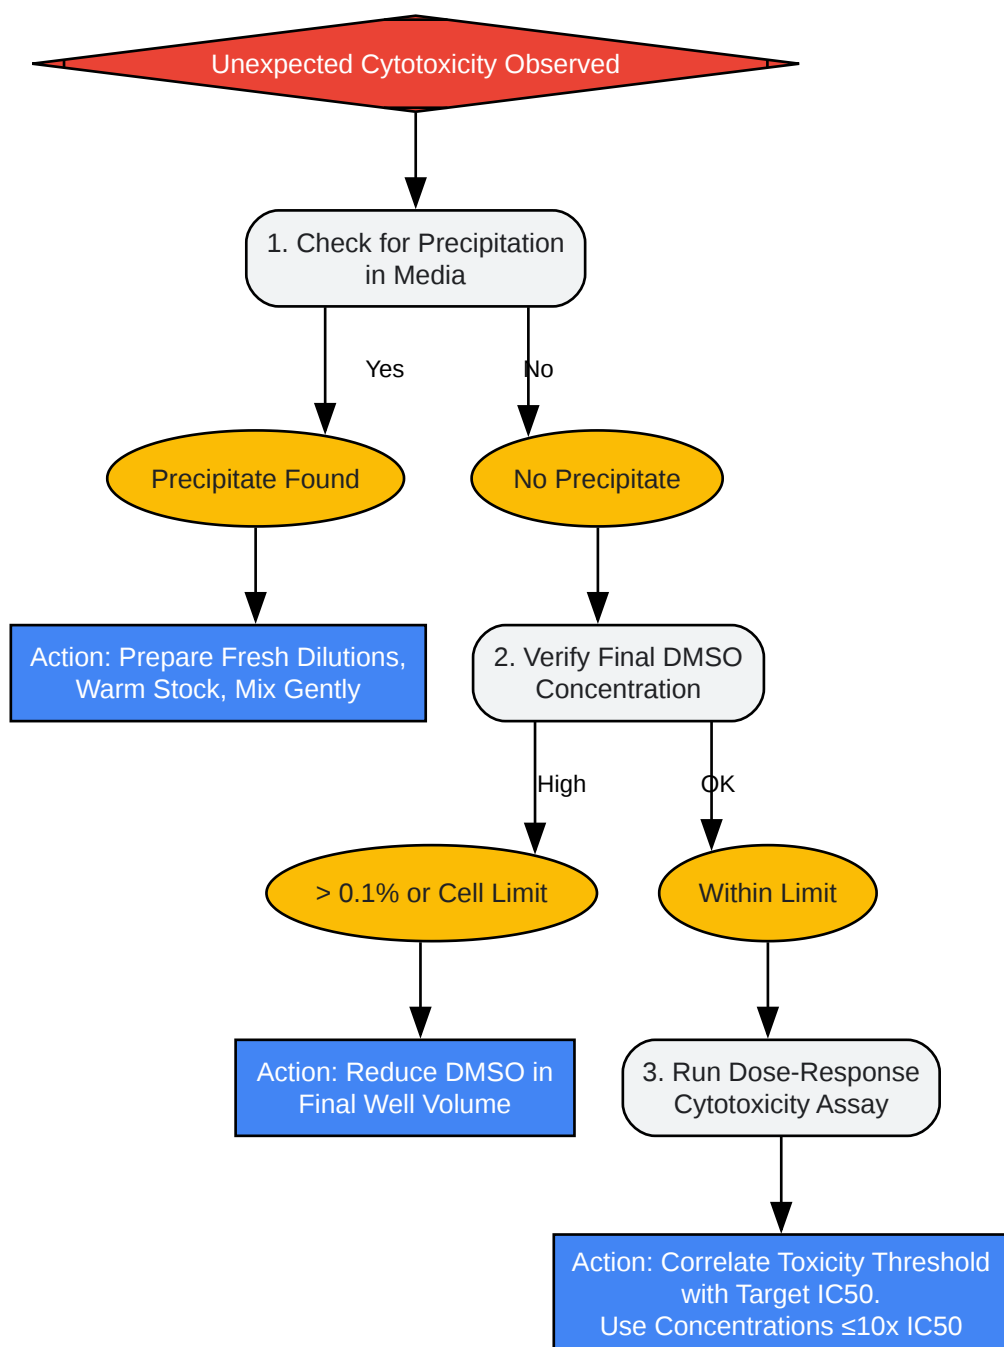 Unexpected Cytotoxicity Observed
1. Check for Precipitation
in Media
Yes
No
Precipitate Found
No Precipitate
Action: Prepare Fresh Dilutions,
Warm Stock, Mix Gently
2. Verify Final DMSO
Concentration
High
OK
> 0.1% or Cell Limit
Within Limit
Action: Reduce DMSO in
Final Well Volume
3. Run Dose-Response
Cytotoxicity Assay
Action: Correlate Toxicity Threshold
with Target IC50.
Use Concentrations ≤10x IC50